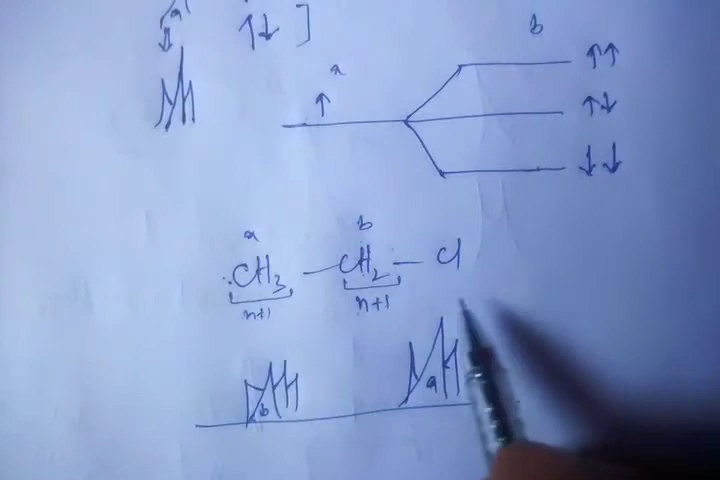 a
↑↓ ]
b
a
↑↑
↑
↑↓
↓↓
a b
CH₃ — CH₂ — Cl
n+1 n+1
b a